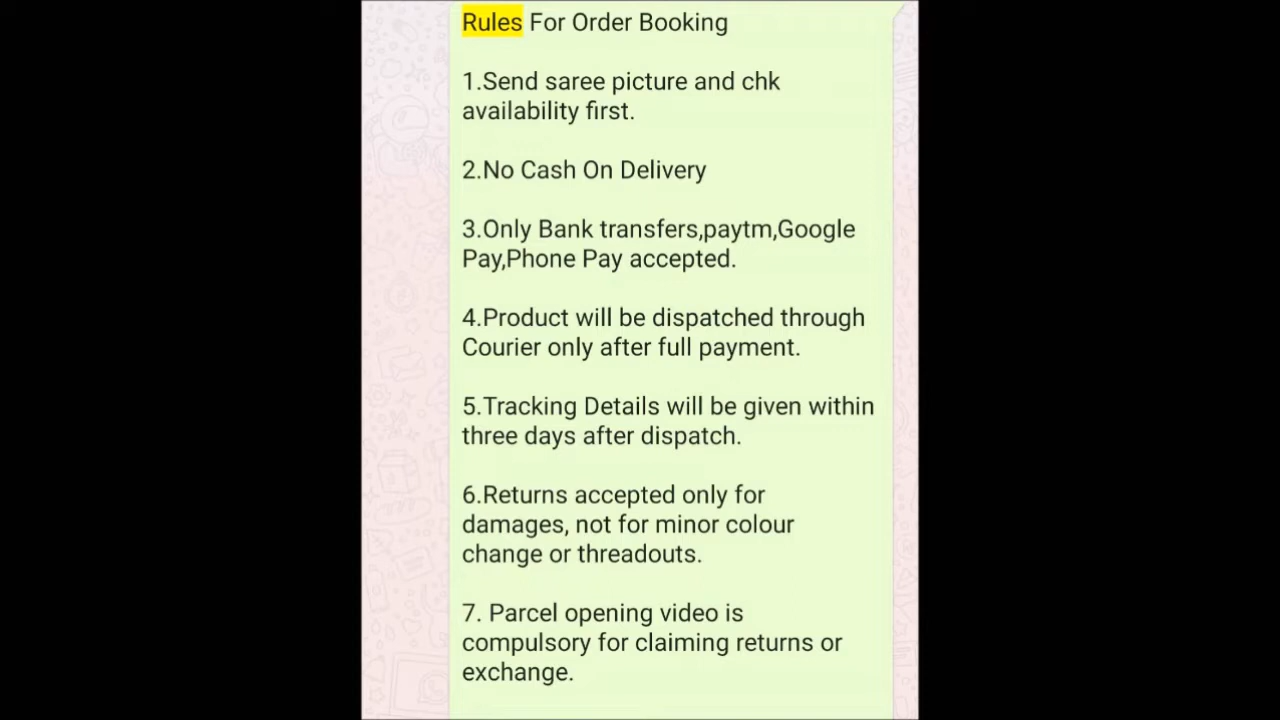 Rules For Order Booking
1.Send saree picture and chk
availability first.
2.No Cash On Delivery
3.Only Bank transfers,paytm,Google
Pay,Phone Pay accepted.
4.Product will be dispatched through
Courier only after full payment.
5.Tracking Details will be given within
three days after dispatch.
6.Returns accepted only for
damages, not for minor colour
change or threadouts.
7. Parcel opening video is
compulsory for claiming returns or
exchange.